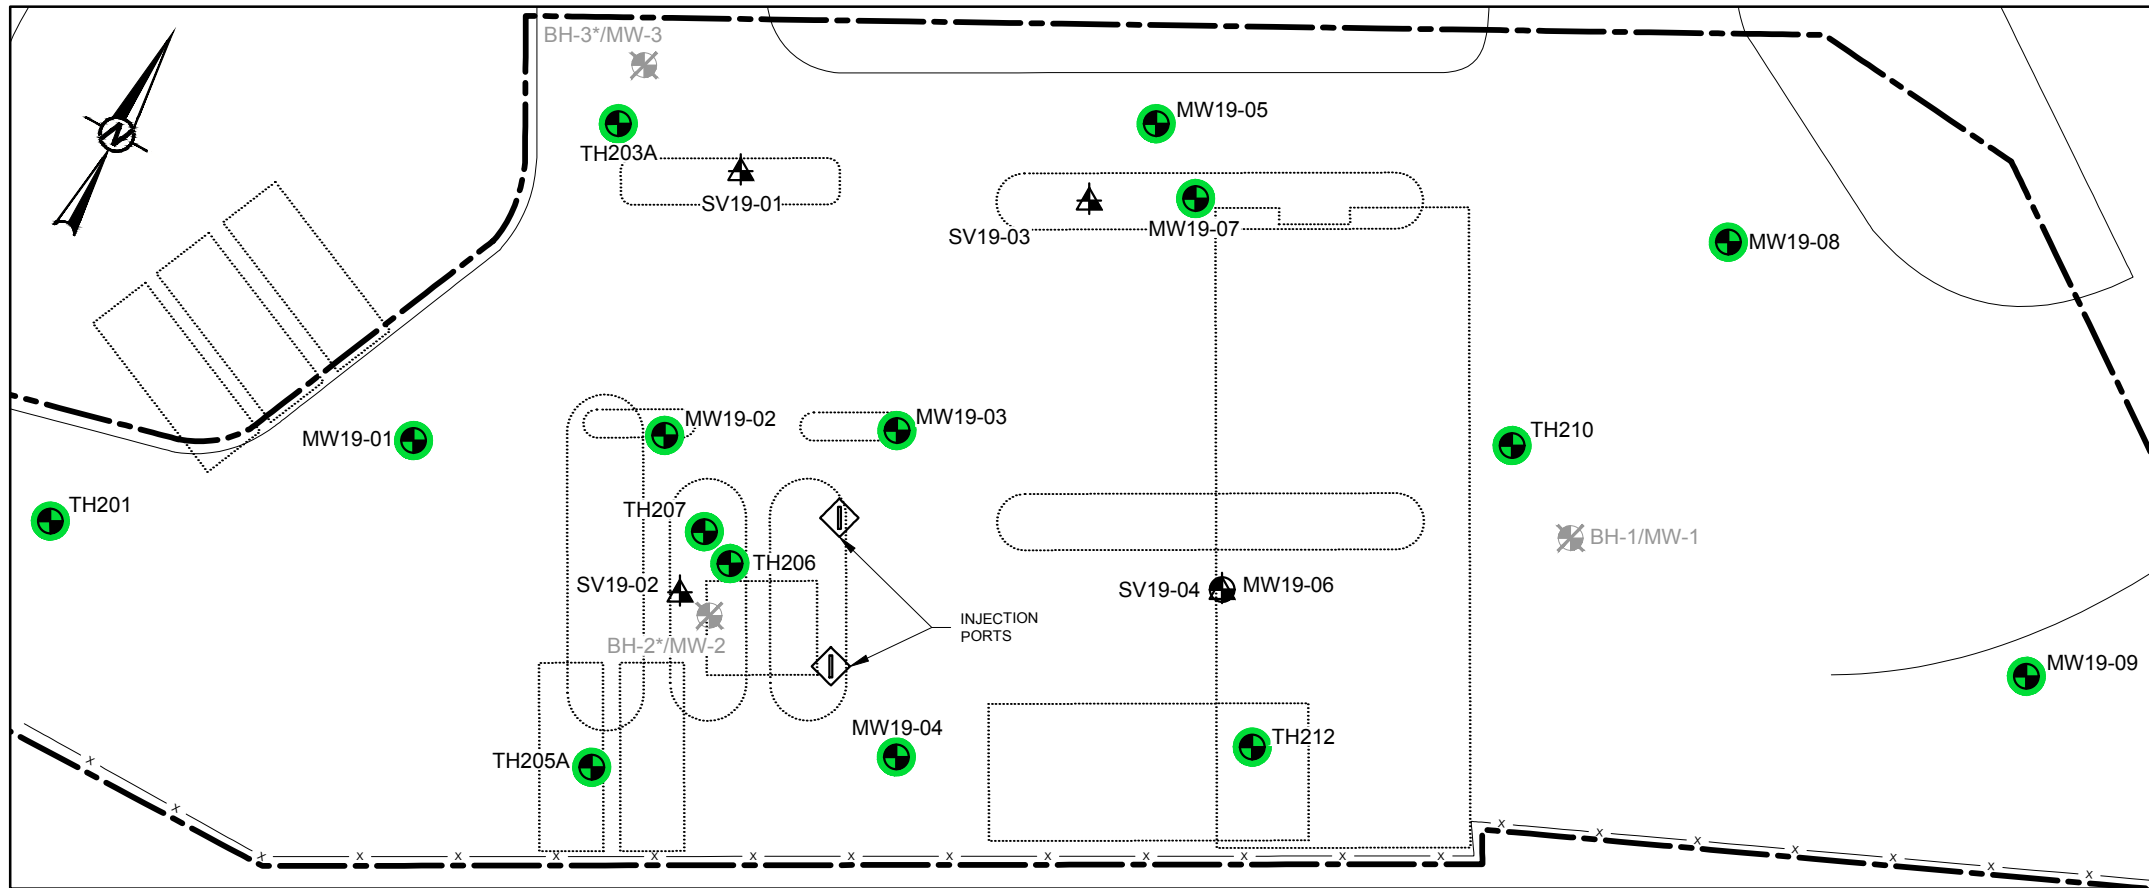 BH-3*/MW-3
MW19-05
TH203A
N
SV19-01
SV19-03
MW19-07
MW19-08
MW19-01
MW19-02
MW19-03
TH210
TH201
TH207
BH-1/MW-1
TH206
SV19-02
SV19-04
MW19-06
INJECTION
PORTS
BH-2*/MW-2
MW19-09
MW19-04
TH212
TH205A
x x x x x x x x x x x x x x x x x x x x x